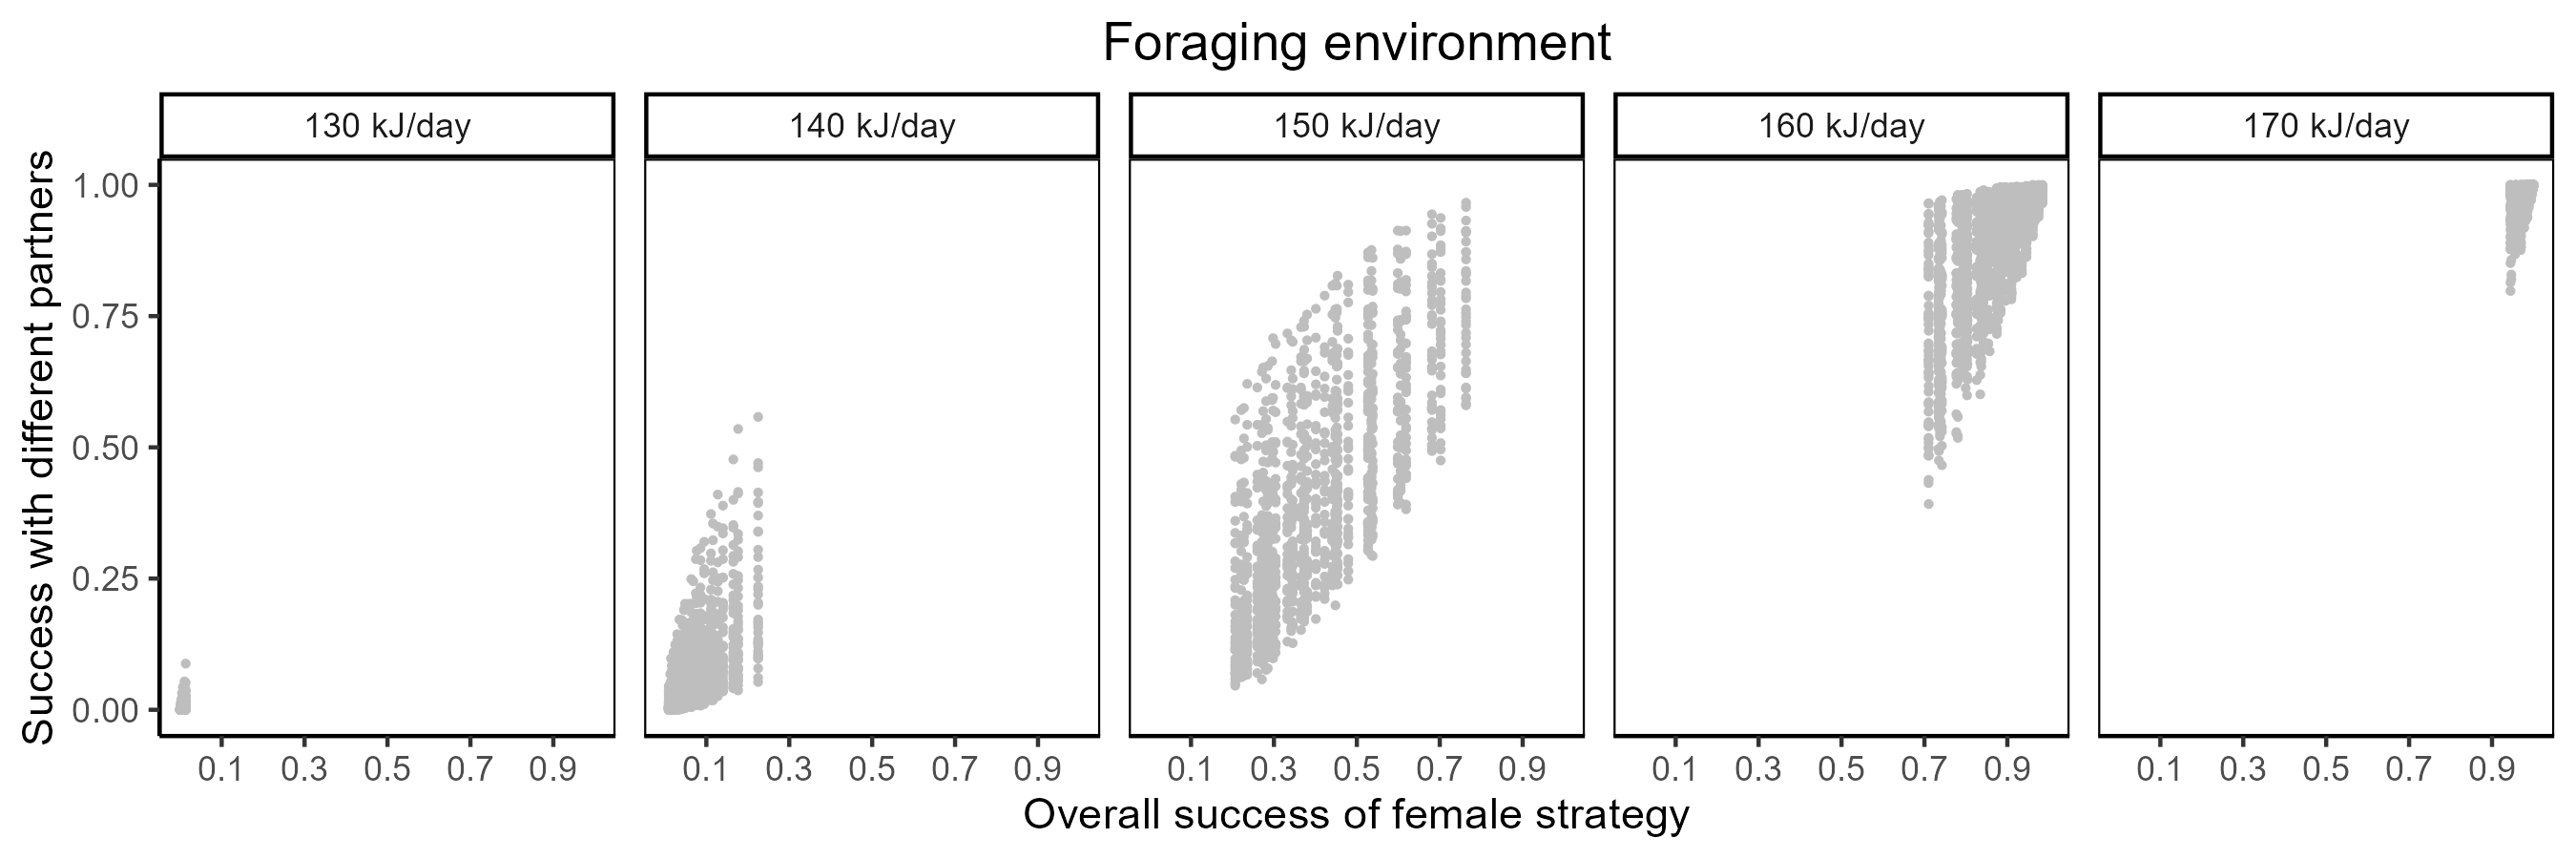 Foraging environment
130 kJ/day 140 kJ/day 150 kJ/day 160 kJ/day 170 kJ/day
Success with different partners
1.00
0.75
0.50
0.25
0.00
0.1 0.3 0.5 0.7 0.9 0.1 0.3 0.5 0.7 0.9 0.1 0.3 0.5 0.7 0.9 0.1 0.3 0.5 0.7 0.9 0.1 0.3 0.5 0.7 0.9
Overall success of female strategy